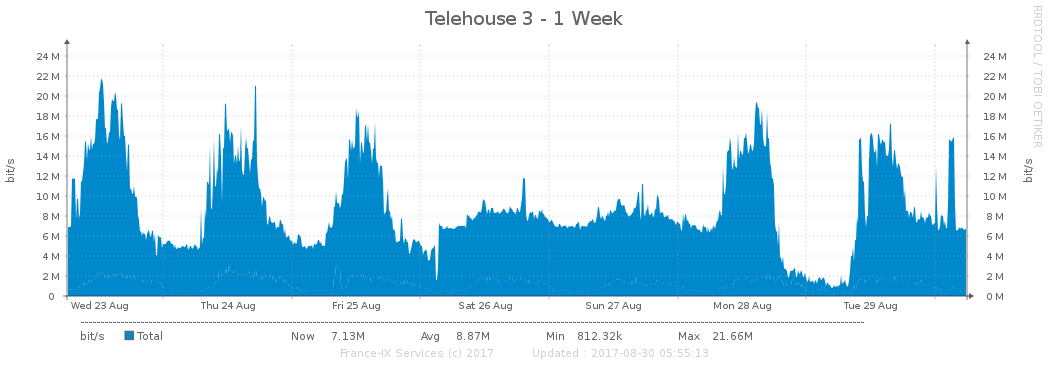 Telehouse 3 - 1 Week
RRDTOOL / TOBI OETIKER
24 M 24 M
22 M 22 M
20 M 20 M
18 M 18 M
16 M 16 M
14 M 14 M
12 M 12 M
10 M 10 M
8 M 8 M
6 M 6 M
4 M 4 M
2 M 2 M
0 0 M
bit/s bit/s
Wed 23 Aug Thu 24 Aug Fri 25 Aug Sat 26 Aug Sun 27 Aug Mon 28 Aug Tue 29 Aug
bit/s Total Now 7.13M Avg 8.87M Min 812.32k Max 21.66M
France-IX Services (c) 2017 Updated : 2017-08-30 05:55:13